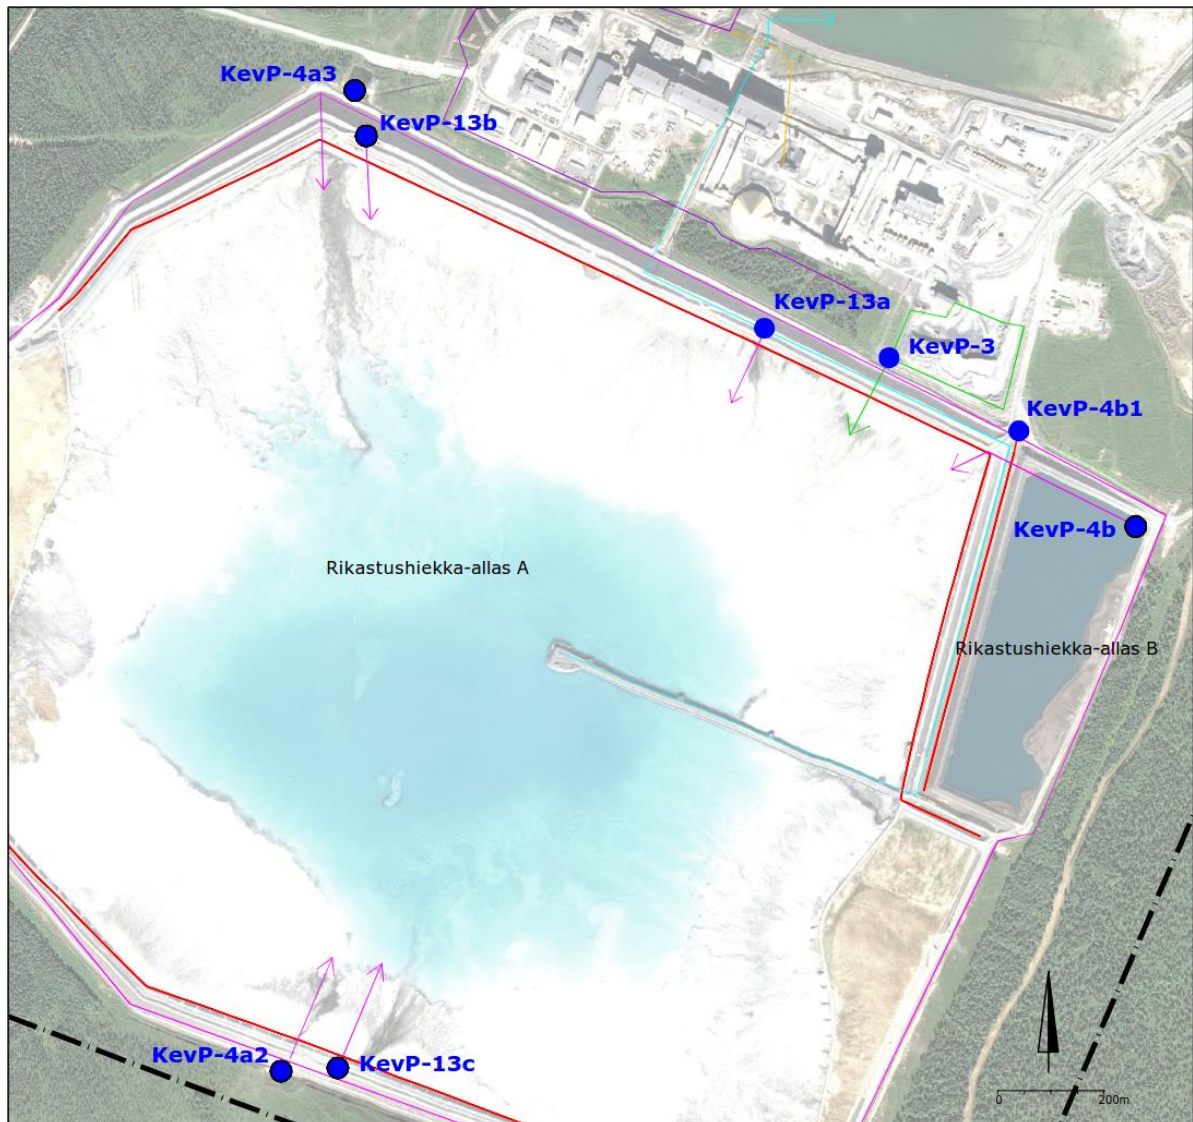 KevP-4a3
KevP-13b
KevP-13a
KevP-3
KevP-4b1
KevP-4b
Rikastushiekka-allas A
Rikastushiekka-allas B
KevP-4a2
KevP-13c
0 200m